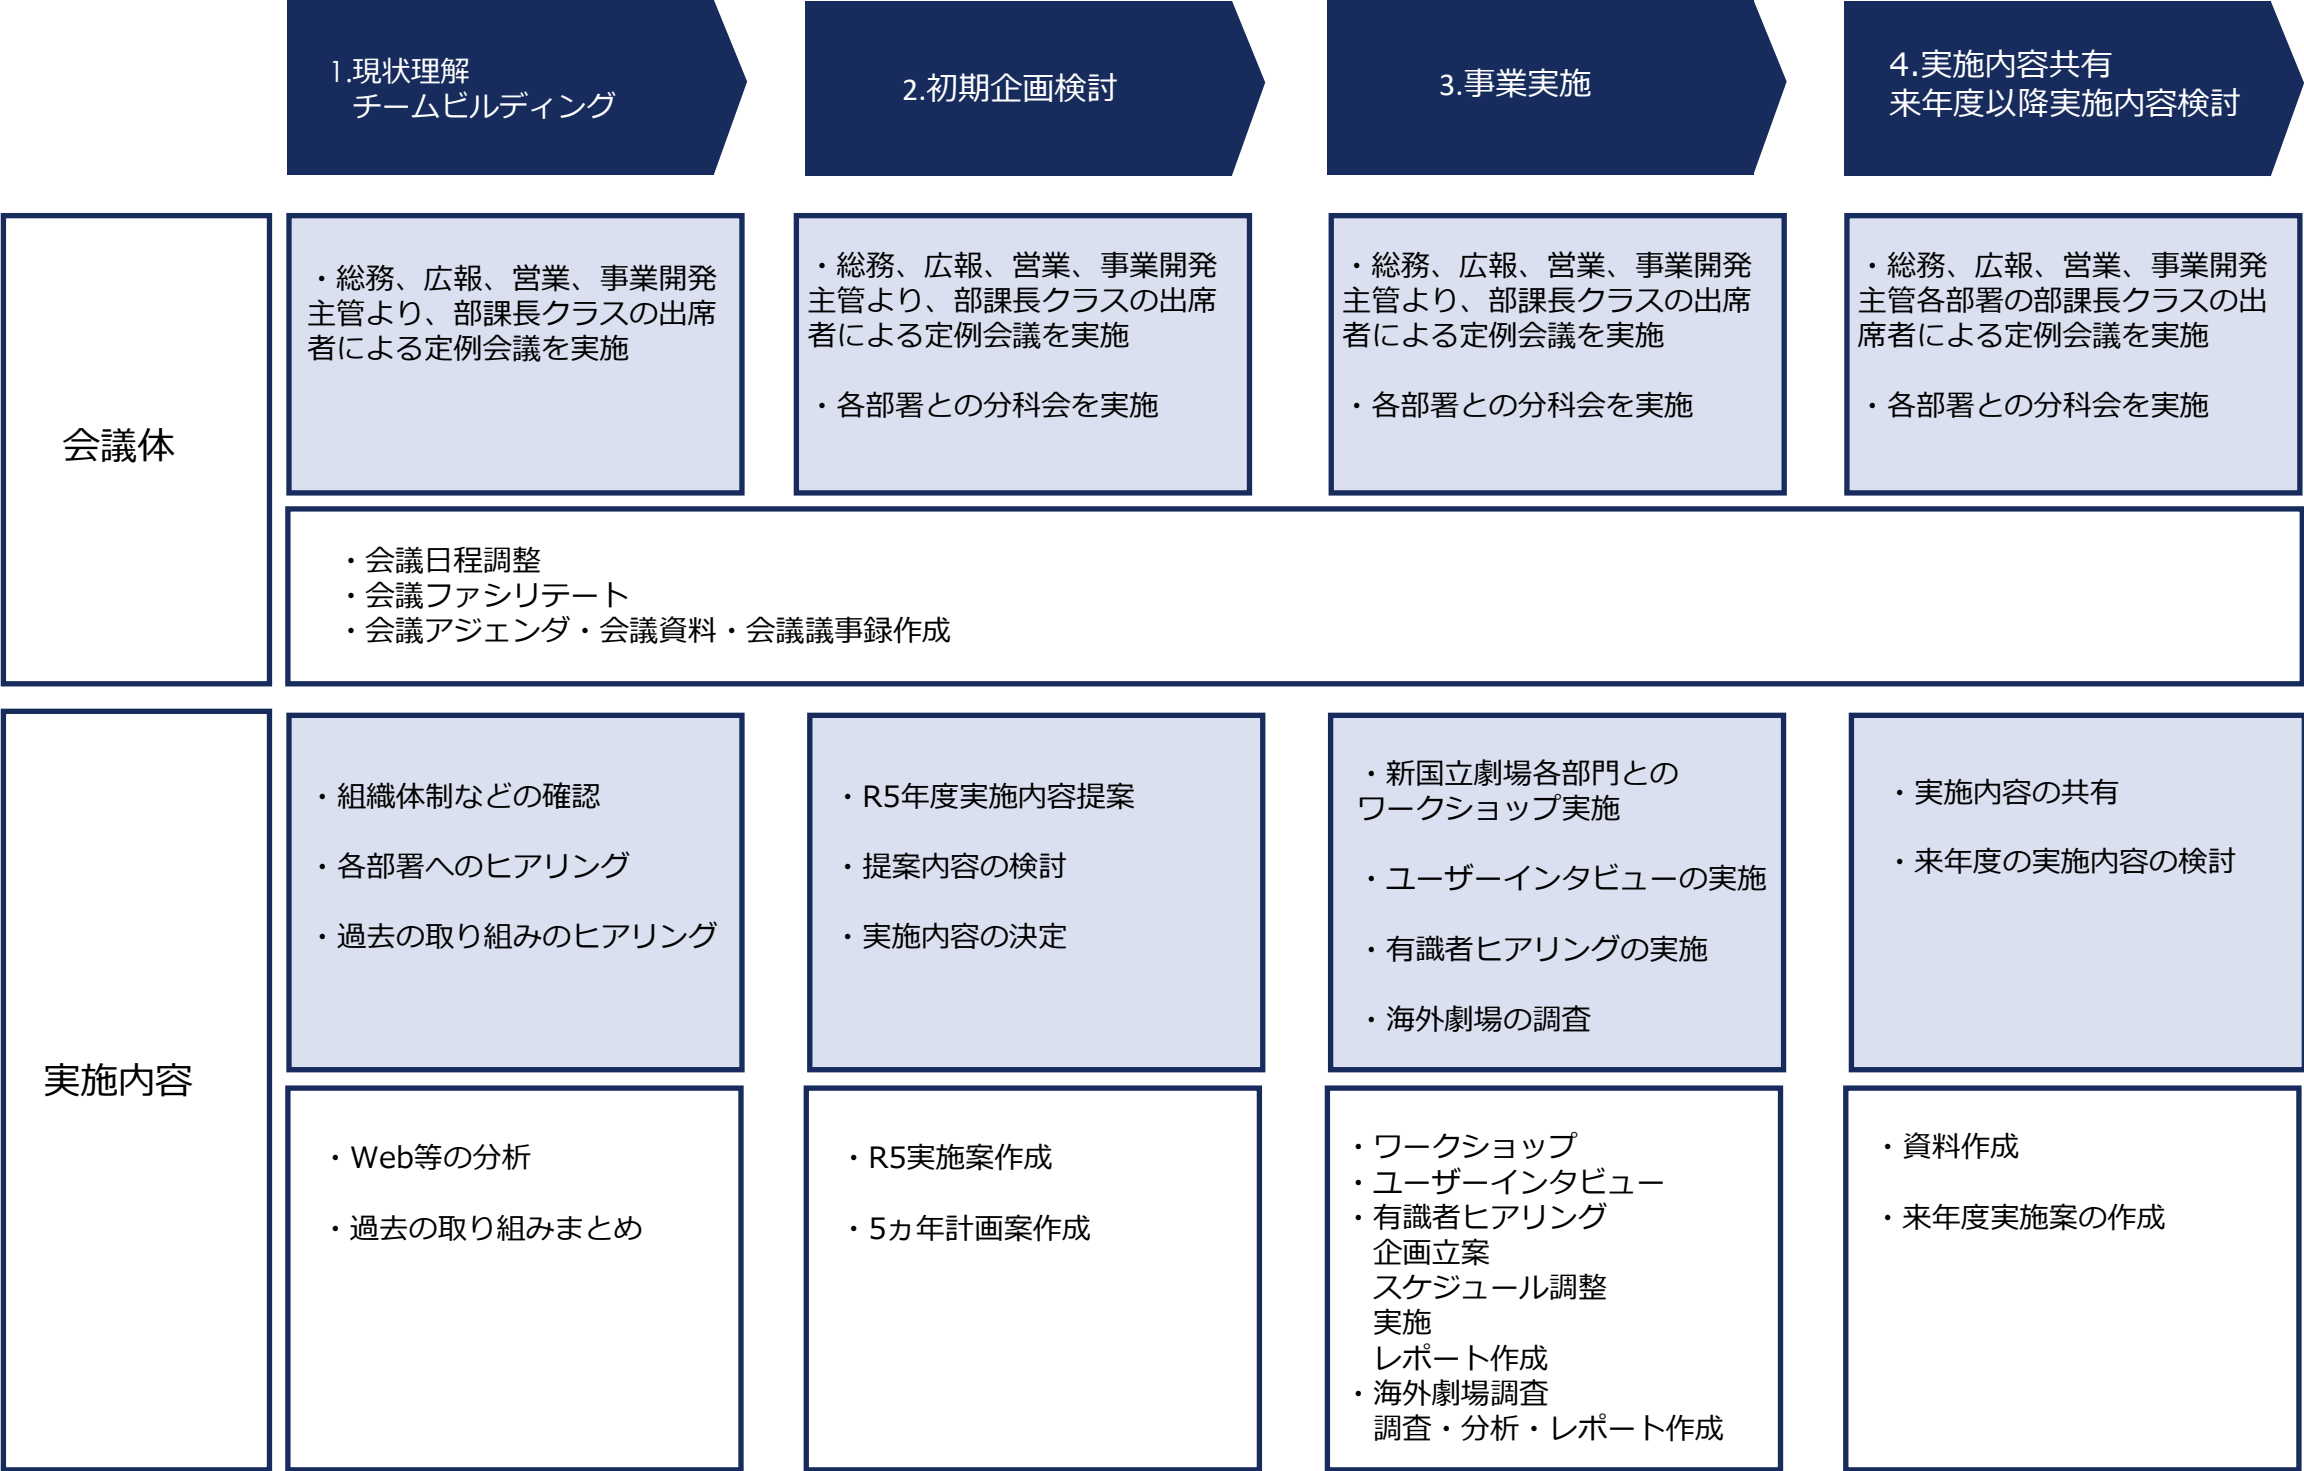 1.現状理解
チームビルディング
2.初期企画検討
3.事業実施
4.実施内容共有
来年度以降実施内容検討
会議体
・総務、広報、営業、事業開発
主管より、部課長クラスの出席
者による定例会議を実施
・総務、広報、営業、事業開発
主管より、部課長クラスの出席
者による定例会議を実施
・各部署との分科会を実施
・総務、広報、営業、事業開発
主管より、部課長クラスの出席
者による定例会議を実施
・各部署との分科会を実施
・総務、広報、営業、事業開発
主管各部署の部課長クラスの出
席者による定例会議を実施
・各部署との分科会を実施
・会議日程調整
・会議ファシリテート
・会議アジェンダ・会議資料・会議議事録作成
実施内容
・組織体制などの確認
・各部署へのヒアリング
・過去の取り組みのヒアリング
・R5年度実施内容提案
・提案内容の検討
・実施内容の決定
・新国立劇場各部門との
ワークショップ実施
・ユーザーインタビューの実施
・有識者ヒアリングの実施
・海外劇場の調査
・実施内容の共有
・来年度の実施内容の検討
・Web等の分析
・過去の取り組みまとめ
・R5実施案作成
・5ヵ年計画案作成
・ワークショップ
・ユーザーインタビュー
・有識者ヒアリング
企画立案
スケジュール調整
実施
レポート作成
・海外劇場調査
調査・分析・レポート作成
・資料作成
・来年度実施案の作成